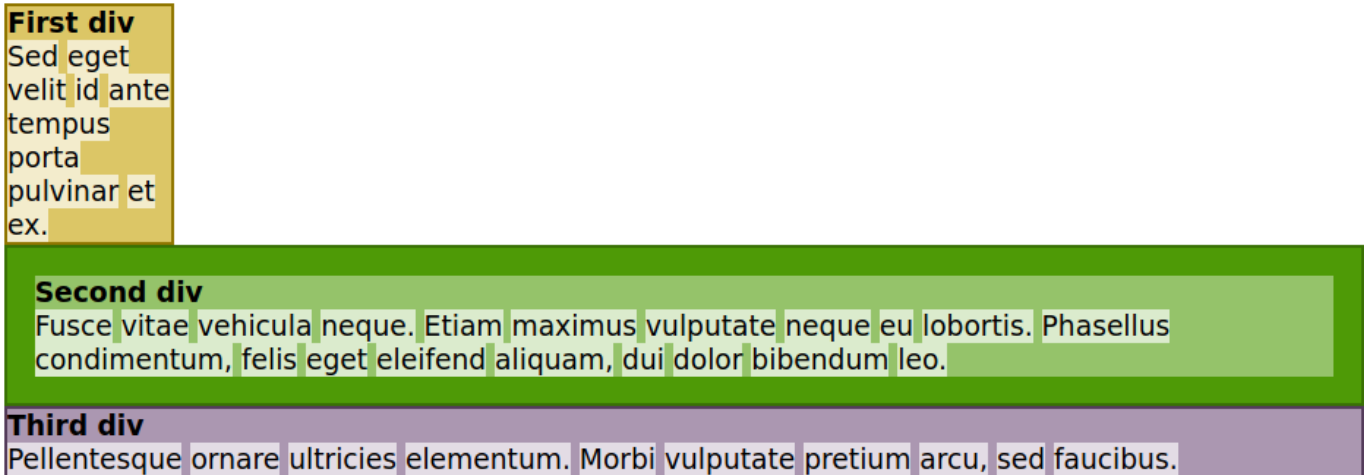 First div
Sed eget
velit id ante
tempus
porta
pulvinar et
ex.
Second div
Fusce vitae vehicula neque. Etiam maximus vulputate neque eu lobortis. Phasellus
condimentum, felis eget eleifend aliquam, dui dolor bibendum leo.
Third div
Pellentesque ornare ultricies elementum. Morbi vulputate pretium arcu, sed faucibus.